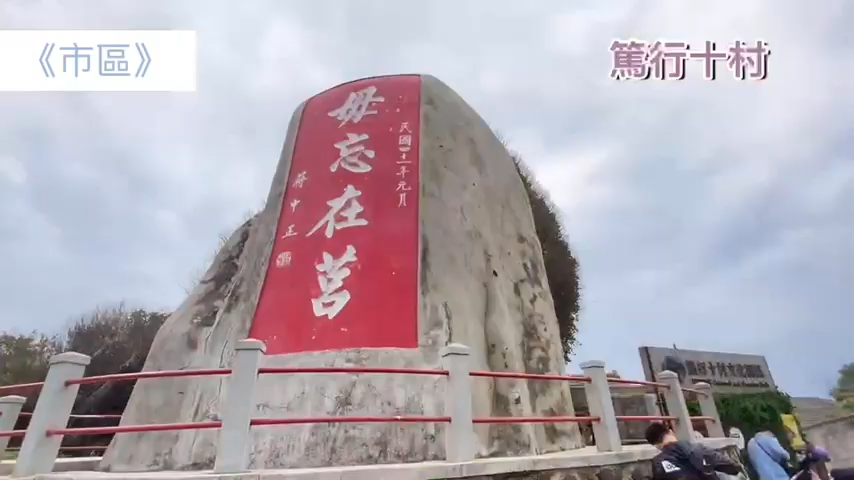 《市區》
篤行十村
毋忘在莒
民國四十一年元月
蔣中正